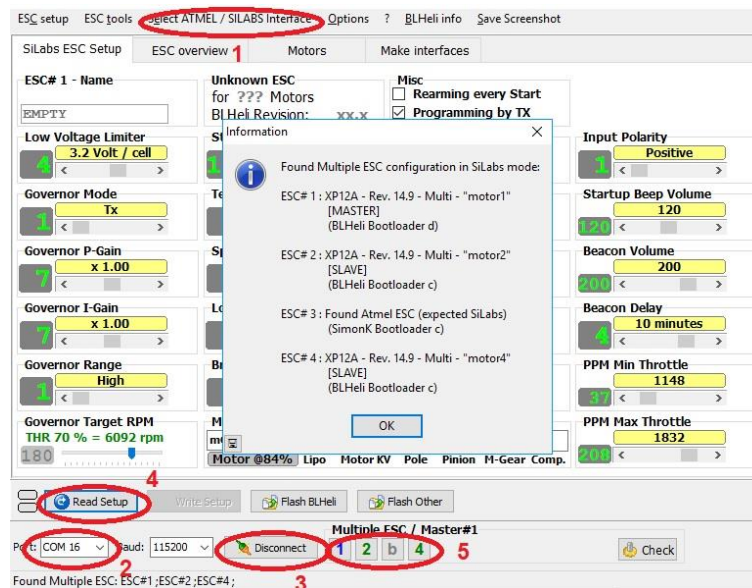 ESC setup ESC tools Select ATMEL / SILABS Interface Options ? BLHeli info Save Screenshot
1
SiLabs ESC Setup ESC overview Motors Make interfaces
ESC# 1 - Name
EMPTY
Unknown ESC
for ??? Motors
BLHeli Revision: xx.x
Misc
Rearming every Start
Programming by TX
Low Voltage Limiter
3.2 Volt / cell
4
Input Polarity
Positive
1
Governor Mode
Tx
1
Startup Beep Volume
120
120
Governor P-Gain
x 1.00
7
Beacon Volume
200
200
Governor I-Gain
x 1.00
7
Beacon Delay
10 minutes
4
Governor Range
High
1
PPM Min Throttle
1148
37
Governor Target RPM
THR 70 % = 6092 rpm
180
PPM Max Throttle
1832
208
Information
Found Multiple ESC configuration in SiLabs mode:
ESC# 1 : XP12A - Rev. 14.9 - Multi - "motor1"
[MASTER]
(BLHeli Bootloader d)
ESC# 2 : XP12A - Rev. 14.9 - Multi - "motor2"
[SLAVE]
(BLHeli Bootloader c)
ESC# 3 : Found Atmel ESC (expected SiLabs)
(SimonK Bootloader c)
ESC# 4 : XP12A - Rev. 14.9 - Multi - "motor4"
[SLAVE]
(BLHeli Bootloader c)
OK
Motor @84% Lipo Motor KV Pole Pinion M-Gear Comp.
4
Read Setup Write Setup Flash BLHeli Flash Other
Multiple ESC / Master#1
Port: COM 16 Baud: 115200 Disconnect 1 2 b 4 5 Check
2
3
Found Multiple ESC: ESC#1 ;ESC#2 ;ESC#4 ;